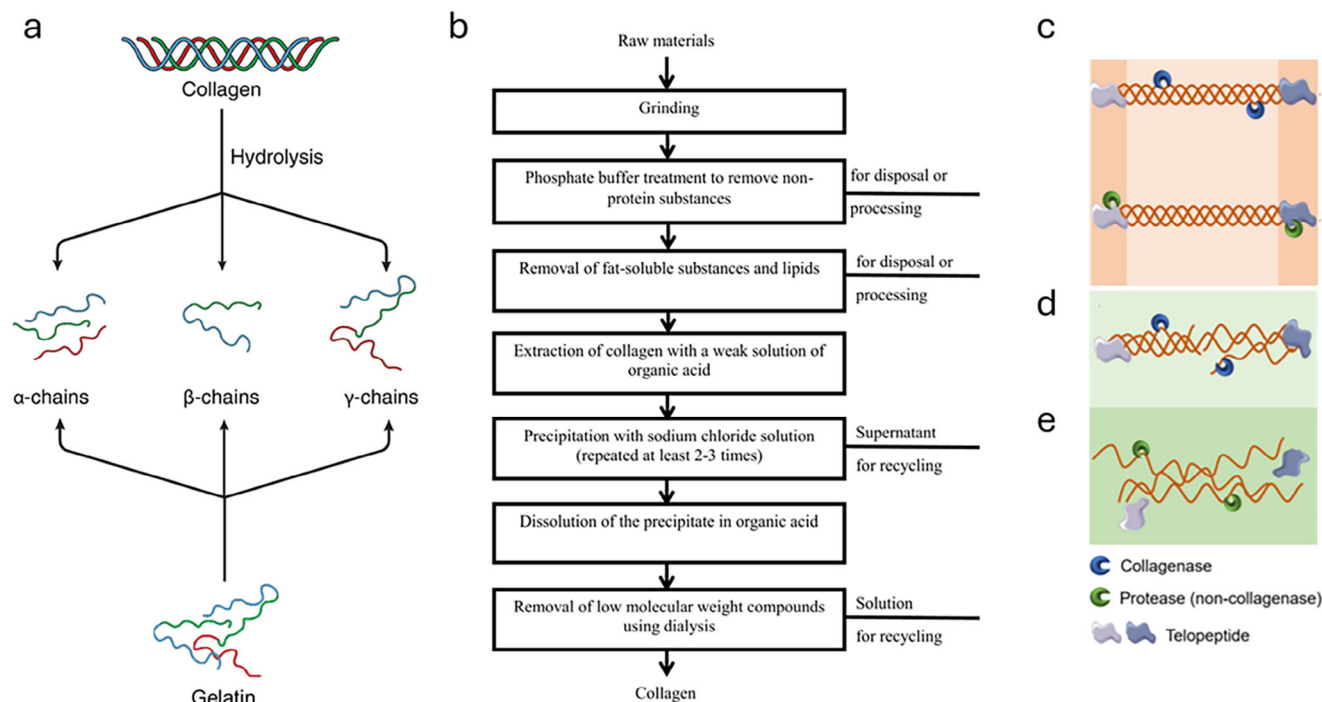 a
Collagen
Hydrolysis
α-chains
β-chains
γ-chains
Gelatin
b
Raw materials
Grinding
Phosphate buffer treatment to remove non-
protein substances
for disposal or
processing
Removal of fat-soluble substances and lipids
for disposal or
processing
Extraction of collagen with a weak solution of
organic acid
Precipitation with sodium chloride solution
(repeated at least 2-3 times)
Supernatant
for recycling
Dissolution of the precipitate in organic acid
Removal of low molecular weight compounds
using dialysis
Solution
for recycling
Collagen
c
d
e
Collagenase
Protease (non-collagenase)
Telopeptide